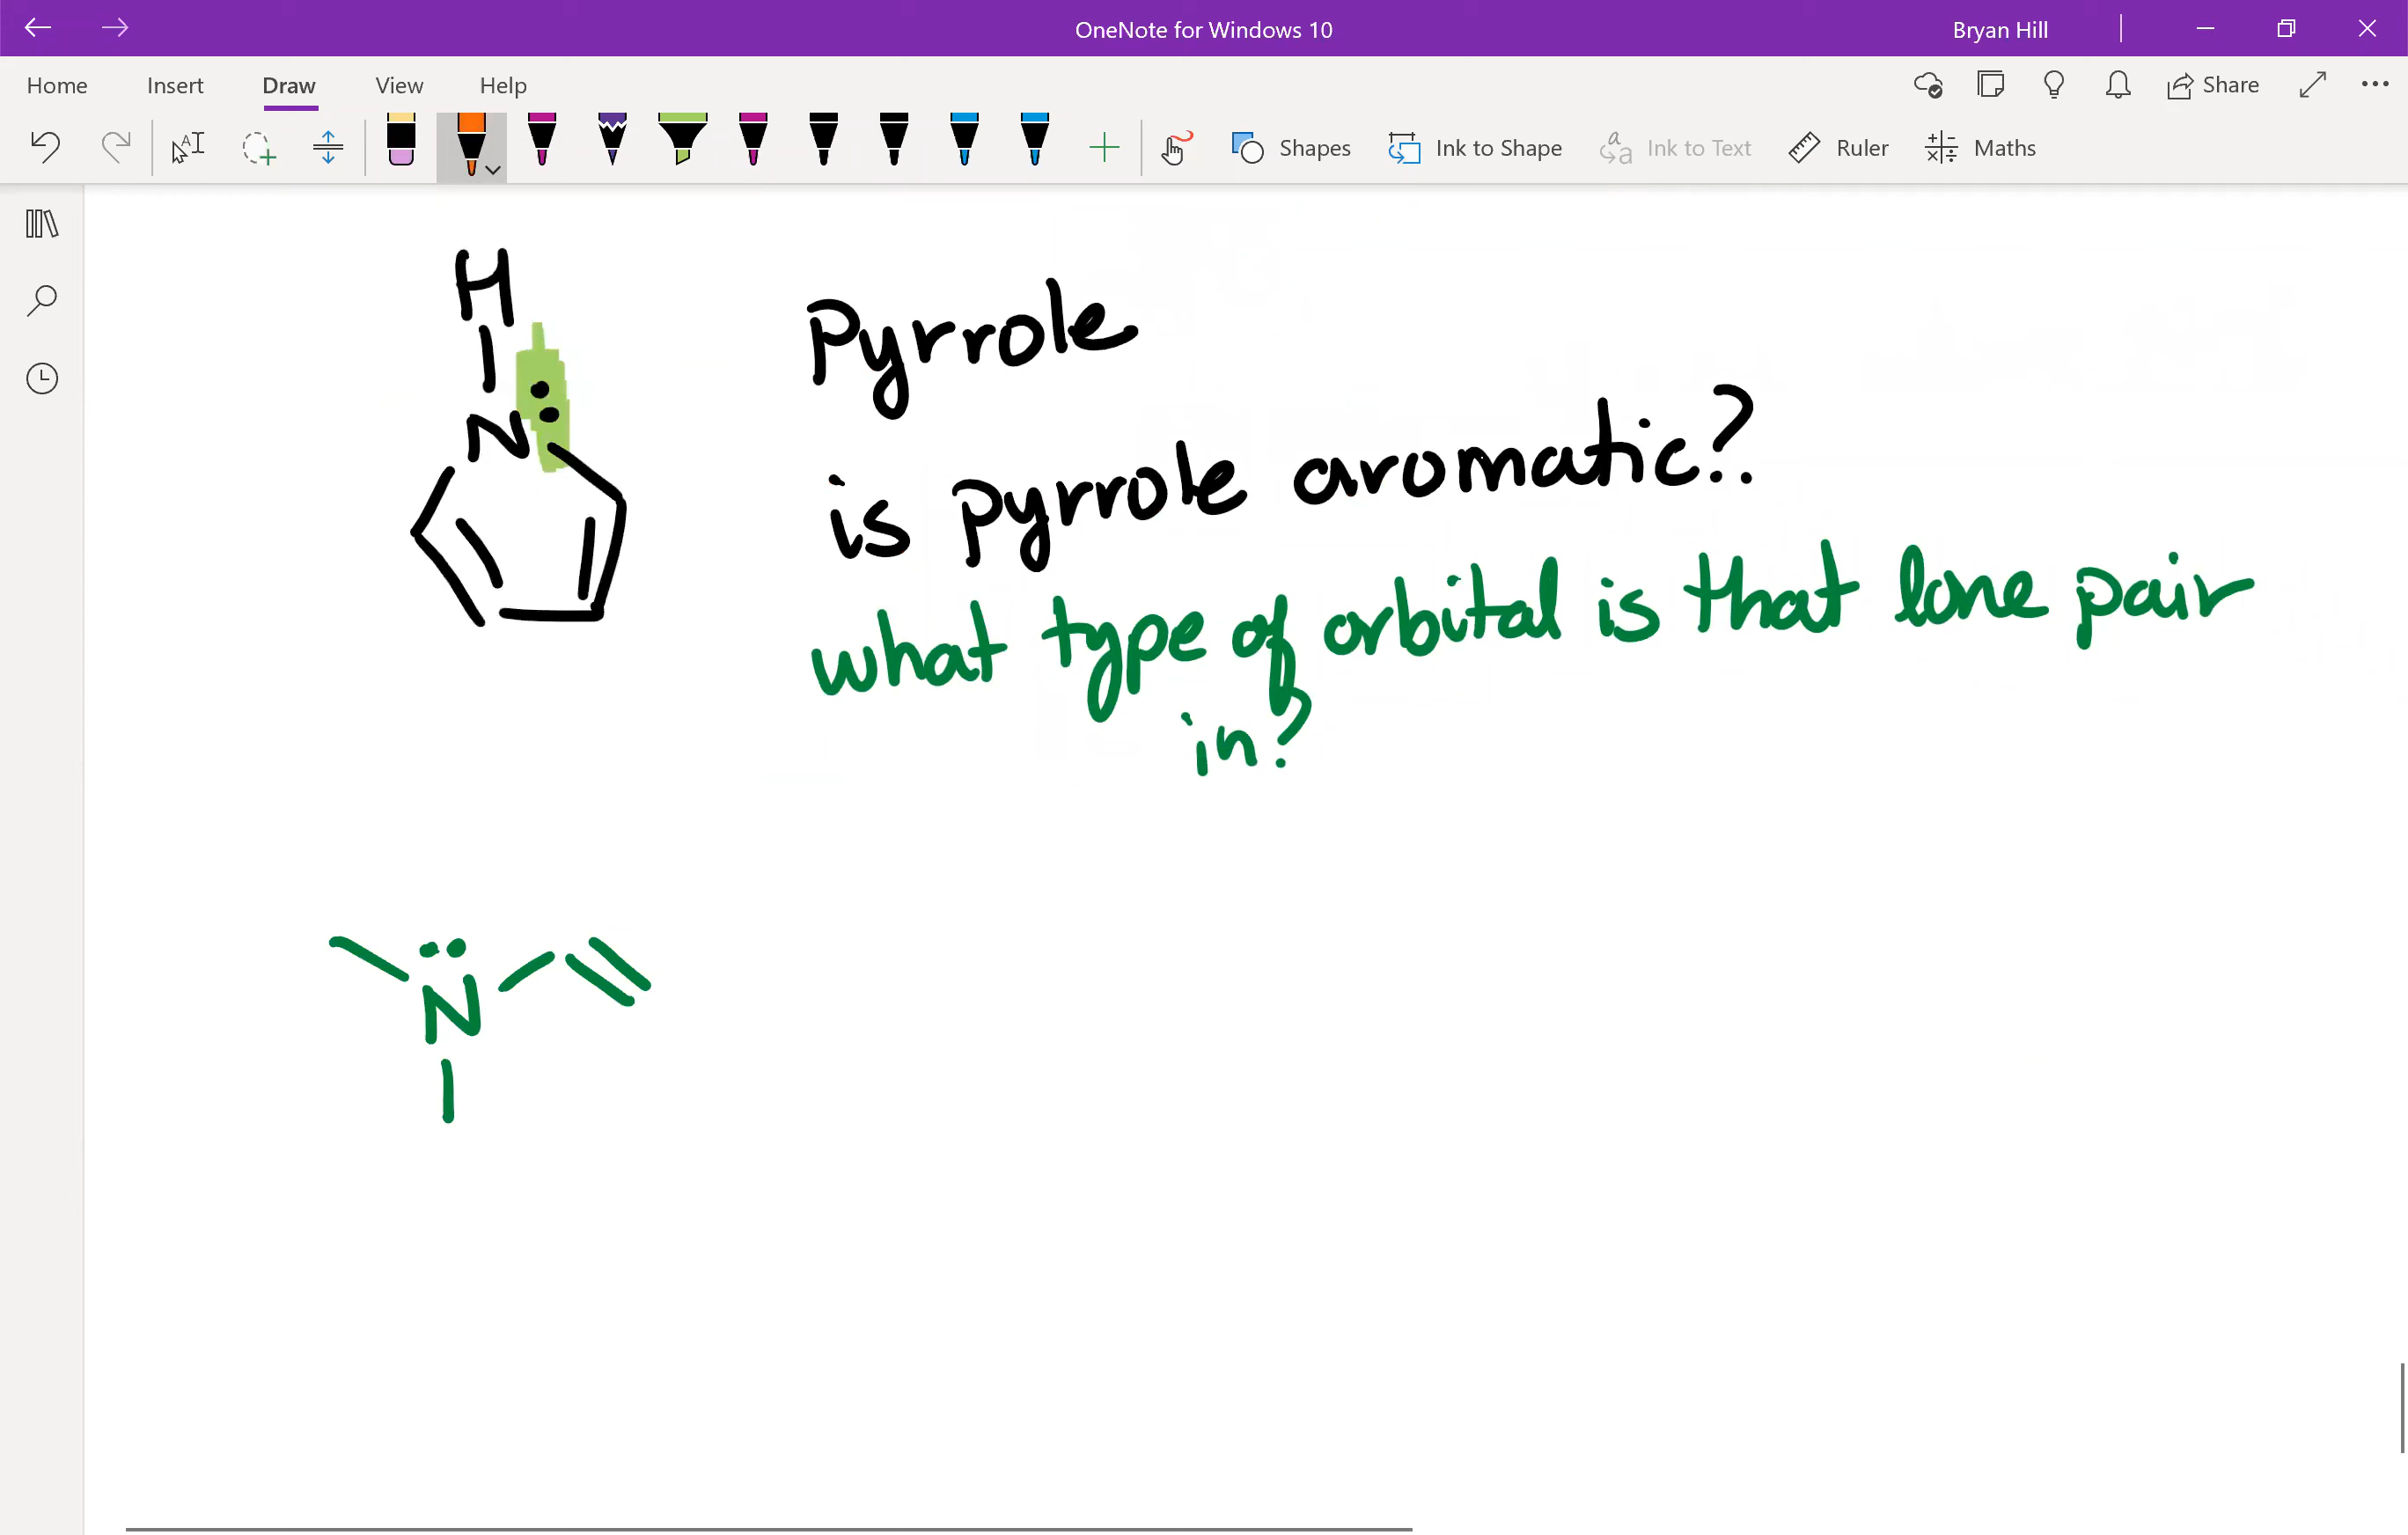 OneNote for Windows 10
Bryan Hill
Home Insert Draw View Help
Share
Shapes Ink to Shape Ink to Text Ruler Maths
H
N
Pyrrole
is pyrrole aromatic?
what type of orbital is that lone pair
in?
N